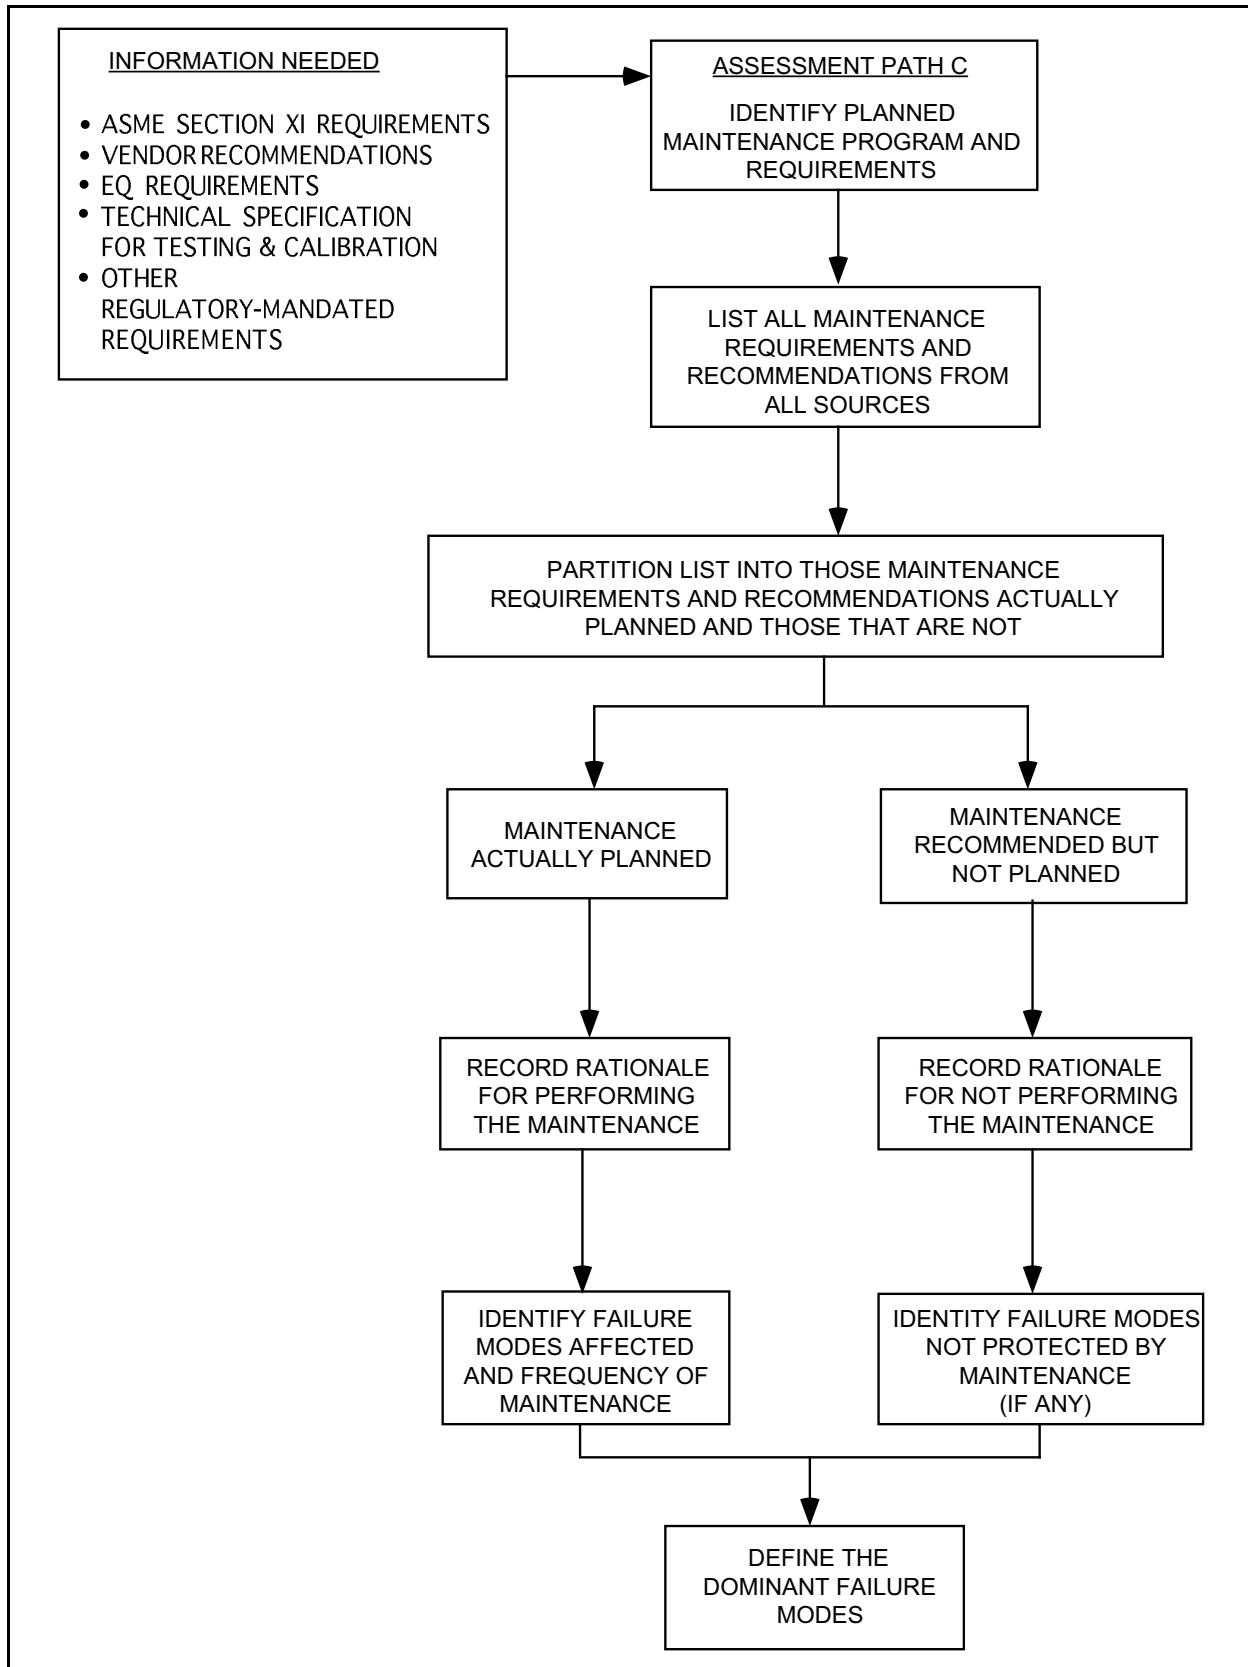 INFORMATION NEEDED
• ASME SECTION XI REQUIREMENTS
• VENDOR RECOMMENDATIONS
• EQ REQUIREMENTS
• TECHNICAL SPECIFICATION
FOR TESTING & CALIBRATION
• OTHER
REGULATORY-MANDATED
REQUIREMENTS
ASSESSMENT PATH C
IDENTIFY PLANNED
MAINTENANCE PROGRAM AND
REQUIREMENTS
LIST ALL MAINTENANCE
REQUIREMENTS AND
RECOMMENDATIONS FROM
ALL SOURCES
PARTITION LIST INTO THOSE MAINTENANCE
REQUIREMENTS AND RECOMMENDATIONS ACTUALLY
PLANNED AND THOSE THAT ARE NOT
MAINTENANCE
ACTUALLY PLANNED
MAINTENANCE
RECOMMENDED BUT
NOT PLANNED
RECORD RATIONALE
FOR PERFORMING
THE MAINTENANCE
RECORD RATIONALE
FOR NOT PERFORMING
THE MAINTENANCE
IDENTIFY FAILURE
MODES AFFECTED
AND FREQUENCY OF
MAINTENANCE
IDENTITY FAILURE MODES
NOT PROTECTED BY
MAINTENANCE
(IF ANY)
DEFINE THE
DOMINANT FAILURE
MODES